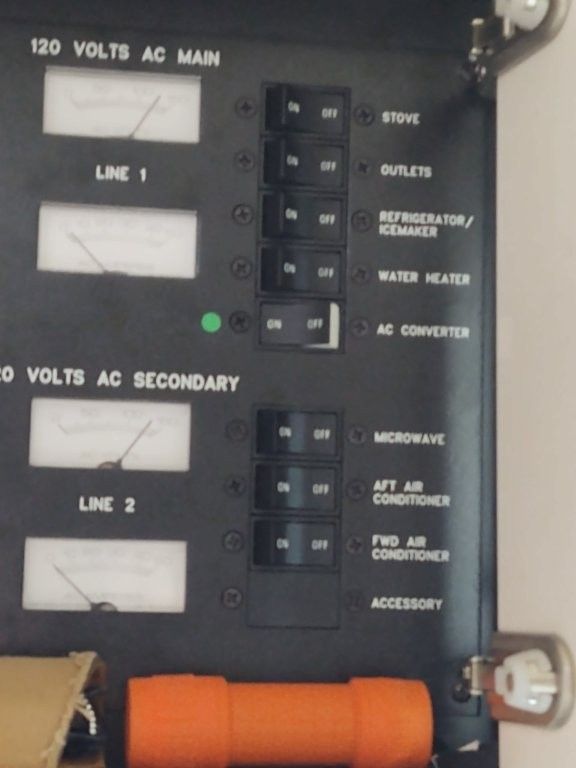 120 VOLTS AC MAIN
ON OFF STOVE
LINE 1
ON OFF OUTLETS
ON OFF REFRIGERATOR/
ICEMAKER
ON OFF WATER HEATER
ON OFF AC CONVERTER
0 VOLTS AC SECONDARY
ON OFF MICROWAVE
LINE 2
ON OFF AFT AIR
CONDITIONER
ON OFF FWD AIR
CONDITIONER
ACCESSORY